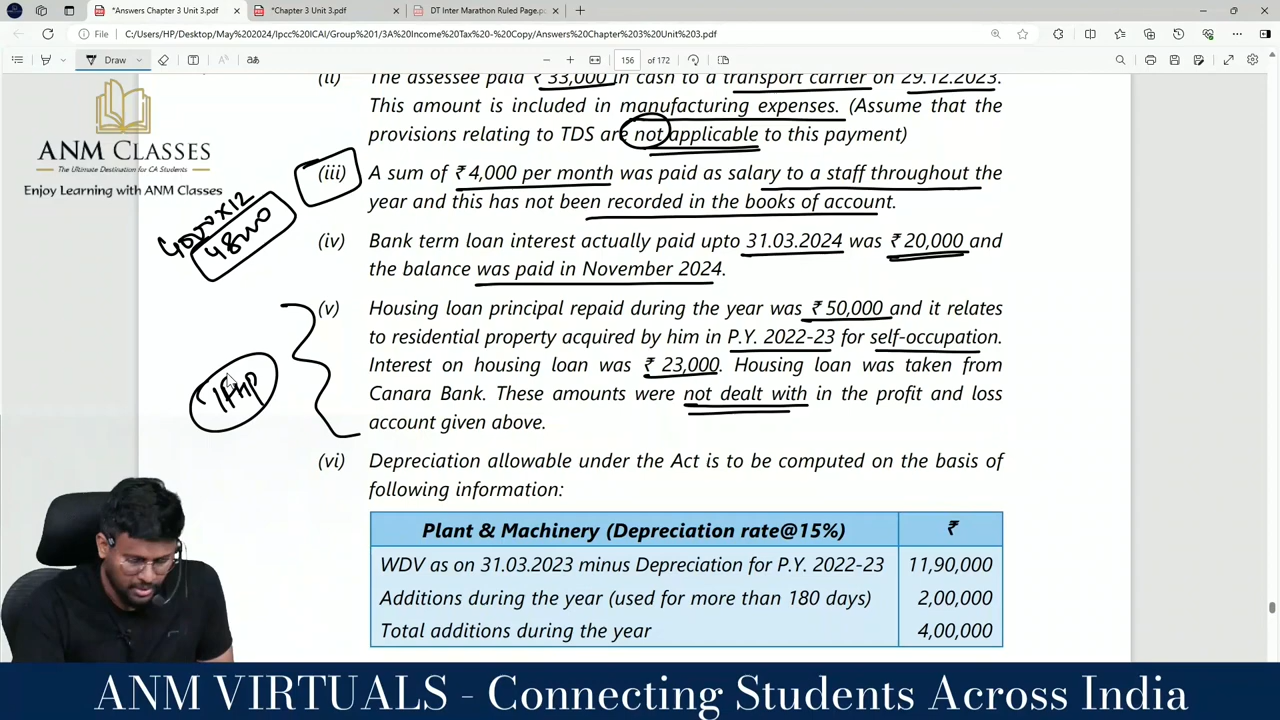 *Answers Chapter 3 Unit 3.pdf
*Chapter 3 Unit 3.pdf
DT Inter Marathon Ruled Page.p
File
C:/Users/HP/Desktop/May%202024/Ipcc%20ICAI/Group%201/3A%20Income%20Tax%20-%20Copy/Answers%20Chapter%203%20Unit%203.pdf
Draw
156 of 172
(ii) The assessee paid ₹ 33,000 in cash to a transport carrier on 29.12.2023.
This amount is included in manufacturing expenses. (Assume that the
provisions relating to TDS are not applicable to this payment)
ANM CLASSES
The Ultimate Destination for CA Students
Enjoy Learning with ANM Classes
(iii) A sum of ₹ 4,000 per month was paid as salary to a staff throughout the
year and this has not been recorded in the books of account.
4000 x 12
48000
(iv) Bank term loan interest actually paid upto 31.03.2024 was ₹ 20,000 and
the balance was paid in November 2024.
(v) Housing loan principal repaid during the year was ₹ 50,000 and it relates
to residential property acquired by him in P.Y. 2022-23 for self-occupation.
Interest on housing loan was ₹ 23,000. Housing loan was taken from
Canara Bank. These amounts were not dealt with in the profit and loss
account given above.
IFHP
(vi) Depreciation allowable under the Act is to be computed on the basis of
following information:
Plant & Machinery (Depreciation rate@15%) ₹
WDV as on 31.03.2023 minus Depreciation for P.Y. 2022-23 11,90,000
Additions during the year (used for more than 180 days) 2,00,000
Total additions during the year 4,00,000
ANM VIRTUALS - Connecting Students Across India